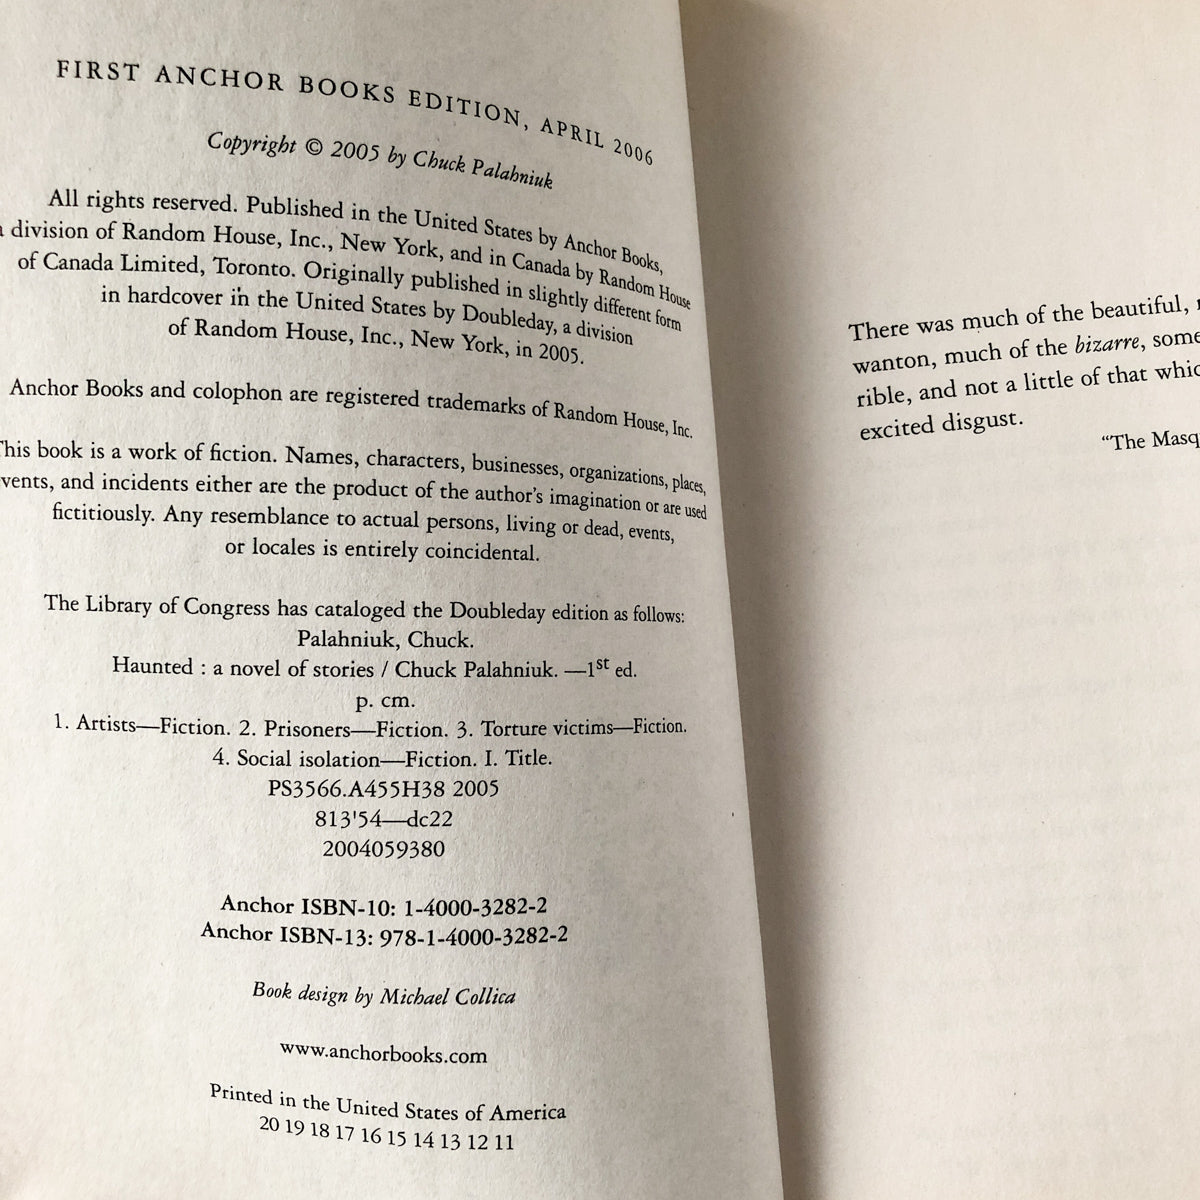 FIRST ANCHOR BOOKS EDITION, APRIL 2006
Copyright © 2005 by Chuck Palahniuk
All rights reserved. Published in the United States by Anchor Books,
a division of Random House, Inc., New York, and in Canada by Random House
of Canada Limited, Toronto. Originally published in slightly different form
in hardcover in the United States by Doubleday, a division
of Random House, Inc., New York, in 2005.
Anchor Books and colophon are registered trademarks of Random House, Inc.
This book is a work of fiction. Names, characters, businesses, organizations, places,
vents, and incidents either are the product of the author's imagination or are used
fictitiously. Any resemblance to actual persons, living or dead, events,
or locales is entirely coincidental.
The Library of Congress has cataloged the Doubleday edition as follows:
Palahniuk, Chuck.
Haunted : a novel of stories / Chuck Palahniuk. —1st ed.
p. cm.
1. Artists—Fiction. 2. Prisoners—Fiction. 3. Torture victims—Fiction.
4. Social isolation—Fiction. I. Title.
PS3566.A455H38 2005
813'54—dc22
2004059380
Anchor ISBN-10: 1-4000-3282-2
Anchor ISBN-13: 978-1-4000-3282-2
Book design by Michael Collica
www.anchorbooks.com
Printed in the United States of America
20 19 18 17 16 15 14 13 12 11
There was much of the beautiful,
wanton, much of the bizarre, some
rible, and not a little of that whic
excited disgust.
"The Masq